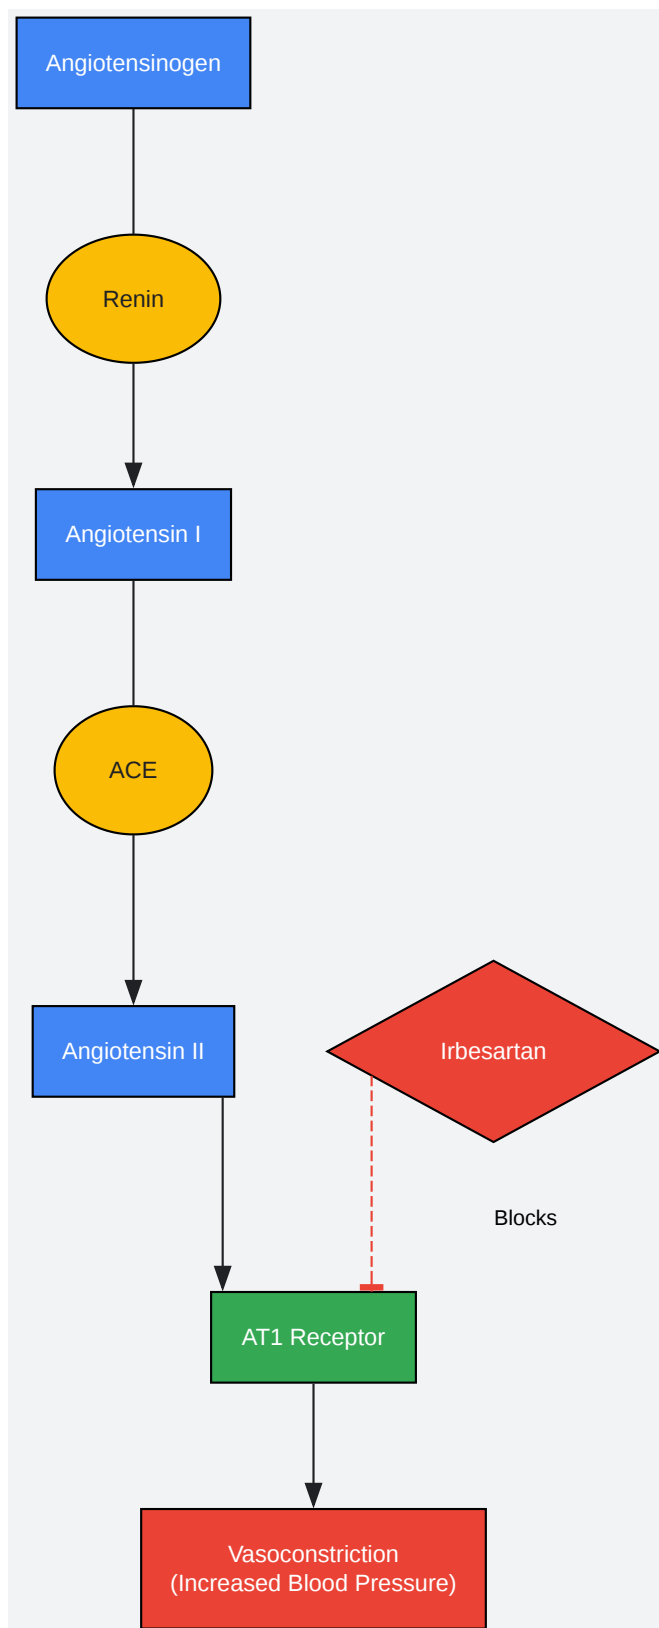 Angiotensinogen
Renin
Angiotensin I
ACE
Angiotensin II
Irbesartan
Blocks
AT1 Receptor
Vasoconstriction
(Increased Blood Pressure)